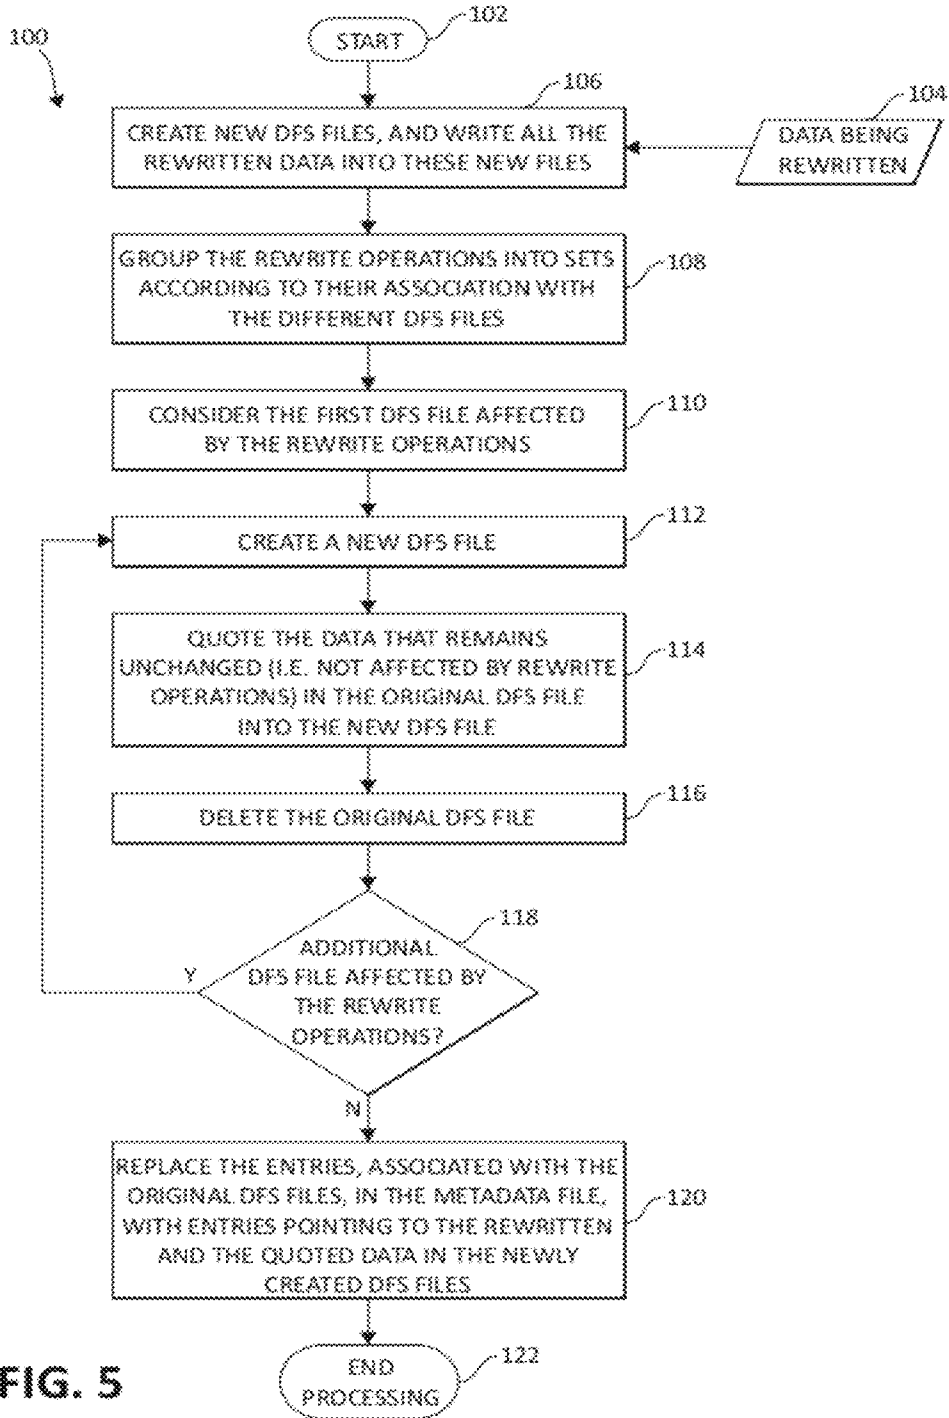 100
START
102
106
104
CREATE NEW DFS FILES, AND WRITE ALL THE
REWRITTEN DATA INTO THESE NEW FILES
DATA BEING
REWRITTEN
GROUP THE REWRITE OPERATIONS INTO SETS
ACCORDING TO THEIR ASSOCIATION WITH
THE DIFFERENT DFS FILES
108
CONSIDER THE FIRST DFS FILE AFFECTED
BY THE REWRITE OPERATIONS
110
CREATE A NEW DFS FILE
112
QUOTE THE DATA THAT REMAINS
UNCHANGED (I.E. NOT AFFECTED BY REWRITE
OPERATIONS) IN THE ORIGINAL DFS FILE
INTO THE NEW DFS FILE
114
DELETE THE ORIGINAL DFS FILE
116
118
ADDITIONAL
DFS FILE AFFECTED BY
THE REWRITE
OPERATIONS?
Y
N
REPLACE THE ENTRIES, ASSOCIATED WITH THE
ORIGINAL DFS FILES, IN THE METADATA FILE,
WITH ENTRIES POINTING TO THE REWRITTEN
AND THE QUOTED DATA IN THE NEWLY
CREATED DFS FILES
120
END
PROCESSING
122
FIG. 5